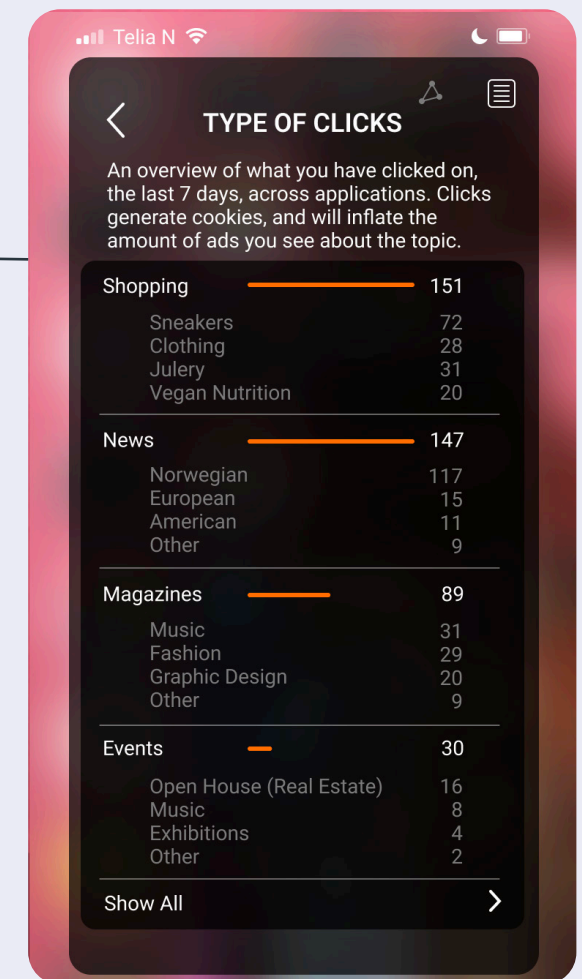 Telia N
TYPE OF CLICKS
An overview of what you have clicked on,
the last 7 days, across applications. Clicks
generate cookies, and will inflate the
amount of ads you see about the topic.
Shopping 151
Sneakers 72
Clothing 28
Julery 31
Vegan Nutrition 20
News 147
Norwegian 117
European 15
American 11
Other 9
Magazines 89
Music 31
Fashion 29
Graphic Design 20
Other 9
Events 30
Open House (Real Estate) 16
Music 8
Exhibitions 4
Other 2
Show All